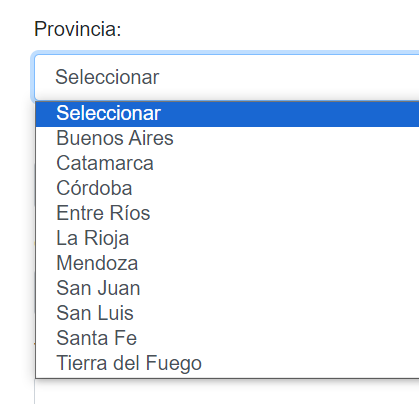 Provincia:
Seleccionar
Seleccionar
Buenos Aires
Catamarca
Córdoba
Entre Ríos
La Rioja
Mendoza
San Juan
San Luis
Santa Fe
Tierra del Fuego